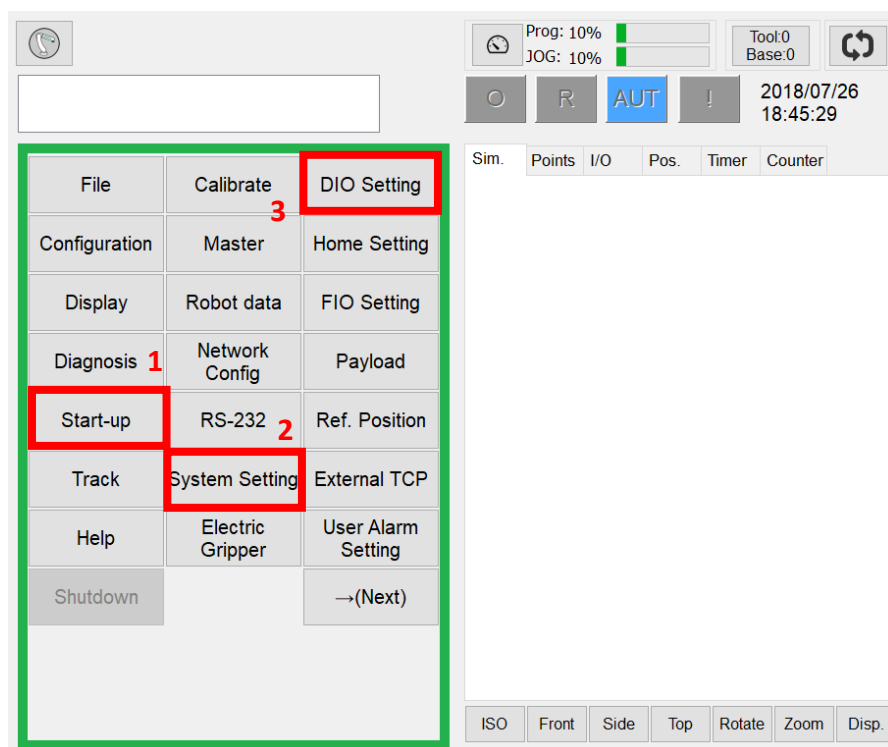 Prog: 10%
JOG: 10%
Tool:0
Base:0
O
R
AUT
!
2018/07/26
18:45:29
File
Calibrate
DIO Setting
3
Configuration
Master
Home Setting
Display
Robot data
FIO Setting
Diagnosis
1
Network
Config
Payload
Start-up
RS-232
2
Ref. Position
Track
System Setting
External TCP
Help
Electric
Gripper
User Alarm
Setting
Shutdown
→(Next)
Sim.
Points
I/O
Pos.
Timer
Counter
ISO
Front
Side
Top
Rotate
Zoom
Disp.